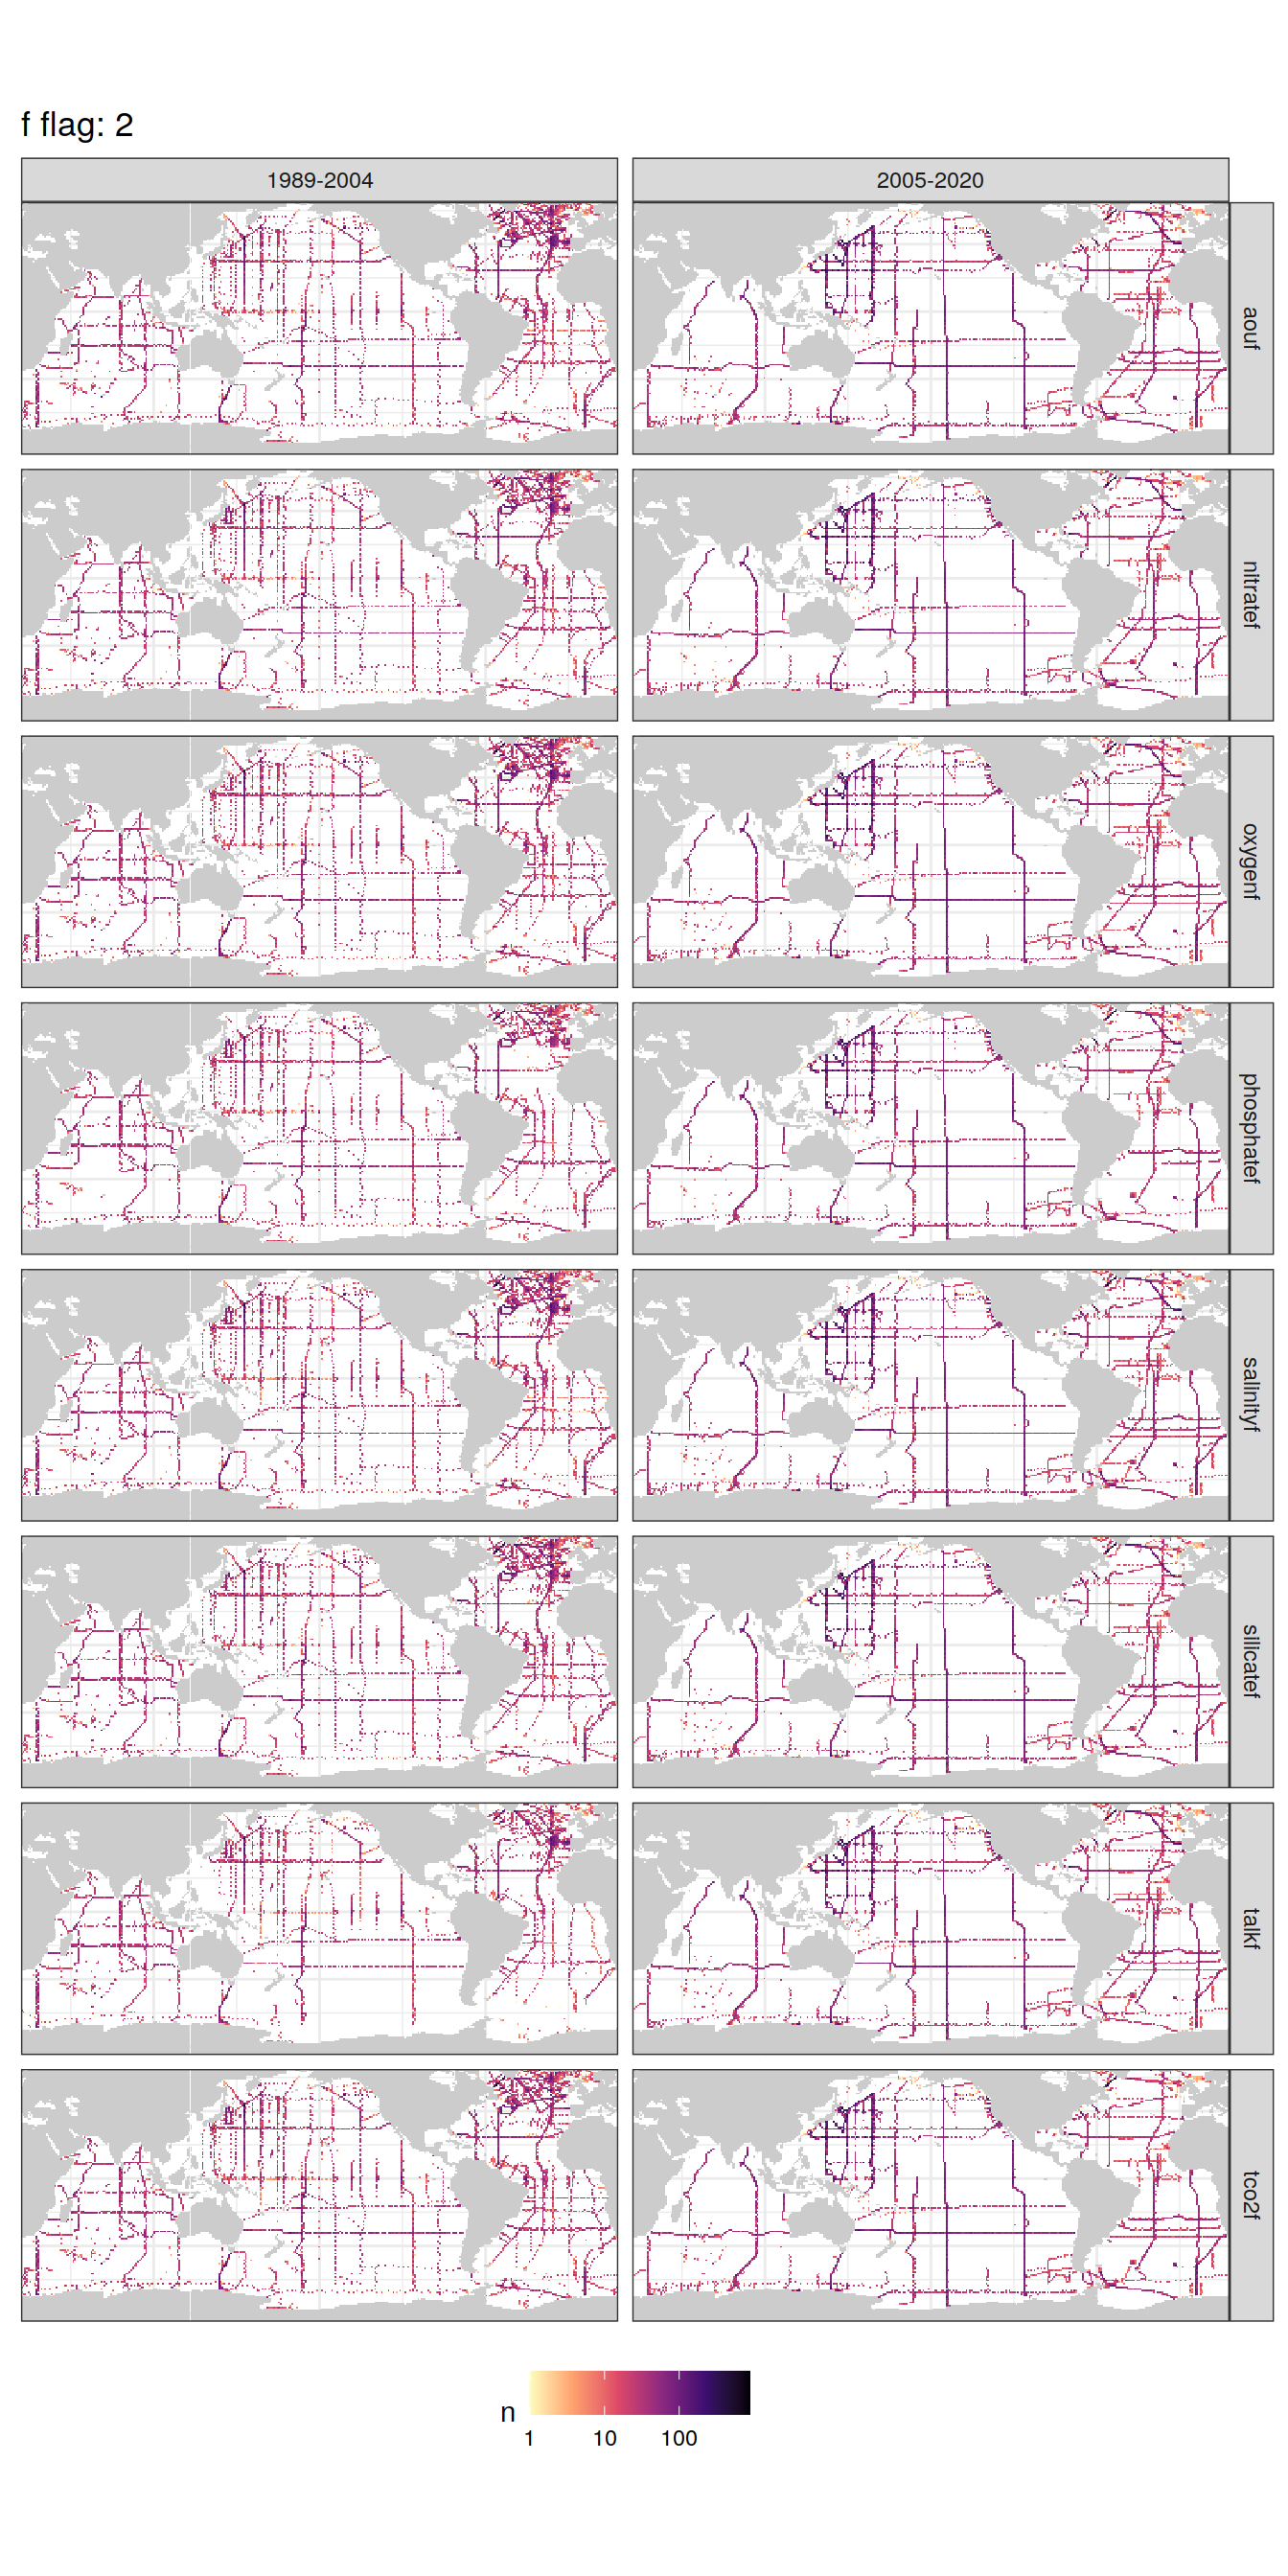 f flag: 2
1989-2004
2005-2020
aouf
nitratef
oxygenf
phosphatef
salinityf
silicatef
talkf
tco2f
n
1 10 100